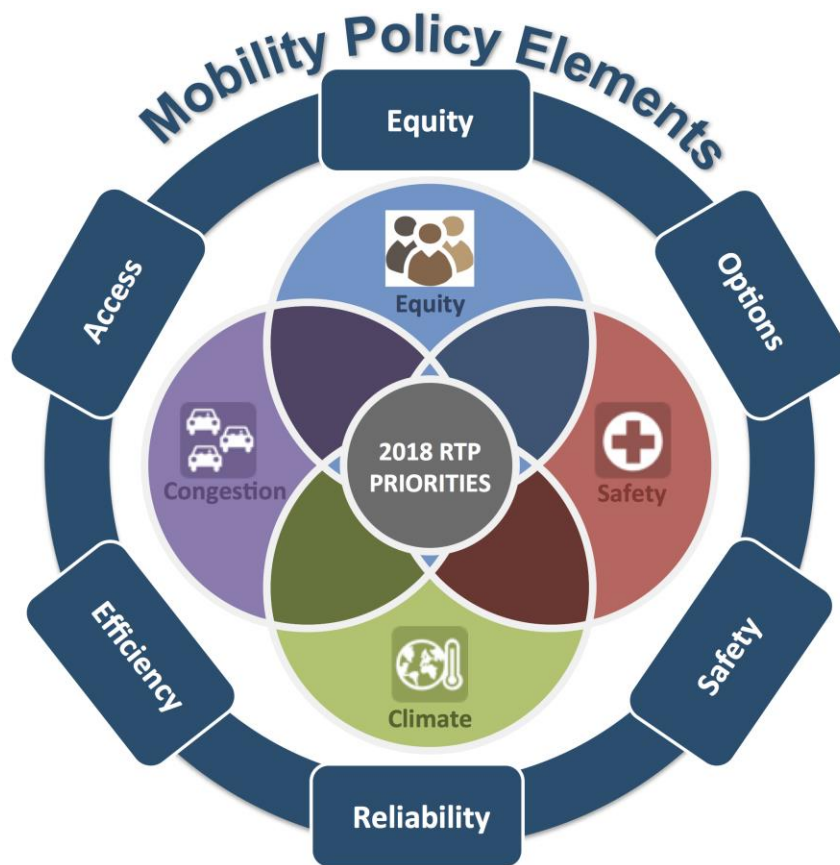 Mobility Policy Elements
Equity
Access
Options
Equity
Congestion
2018 RTP
PRIORITIES
Safety
Climate
Efficiency
Safety
Reliability